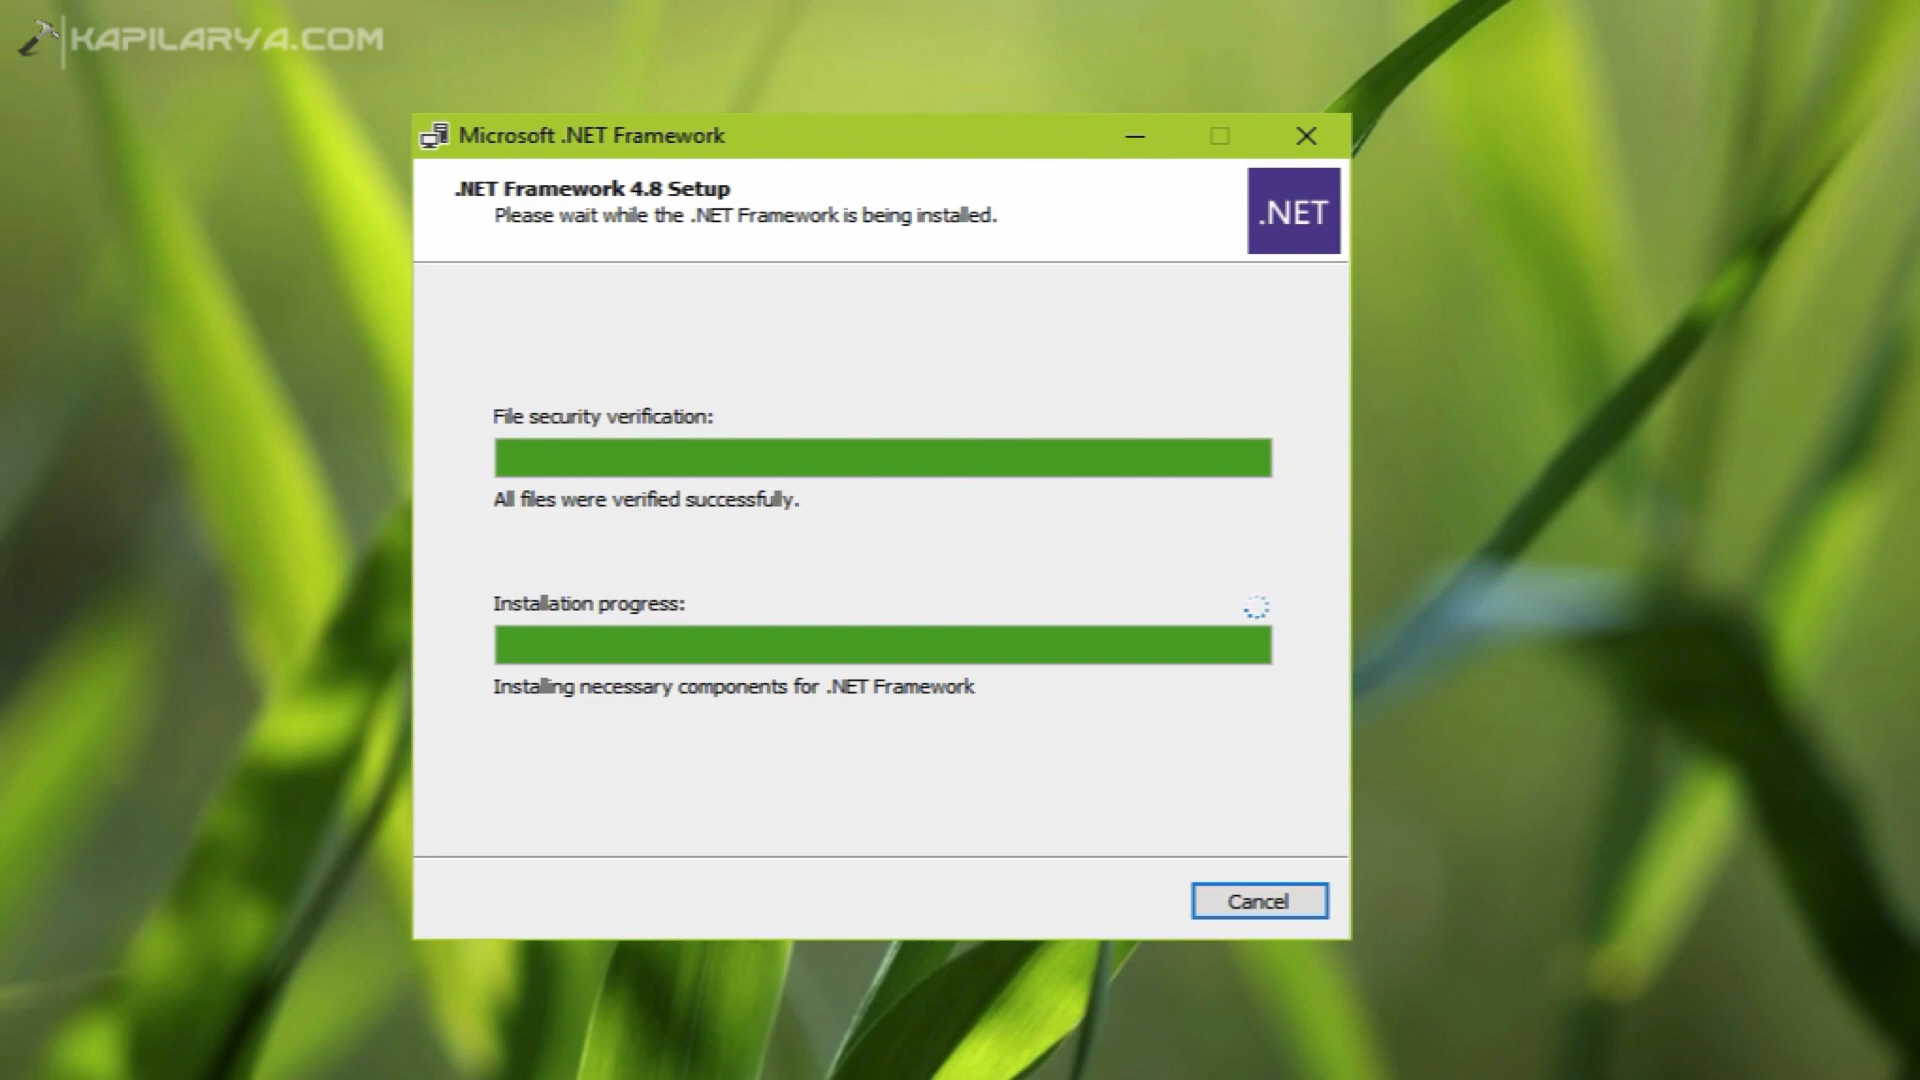 KAPILARYA.COM
Microsoft .NET Framework
.NET Framework 4.8 Setup
Please wait while the .NET Framework is being installed.
.NET
File security verification:
All files were verified successfully.
Installation progress:
Installing necessary components for .NET Framework
Cancel